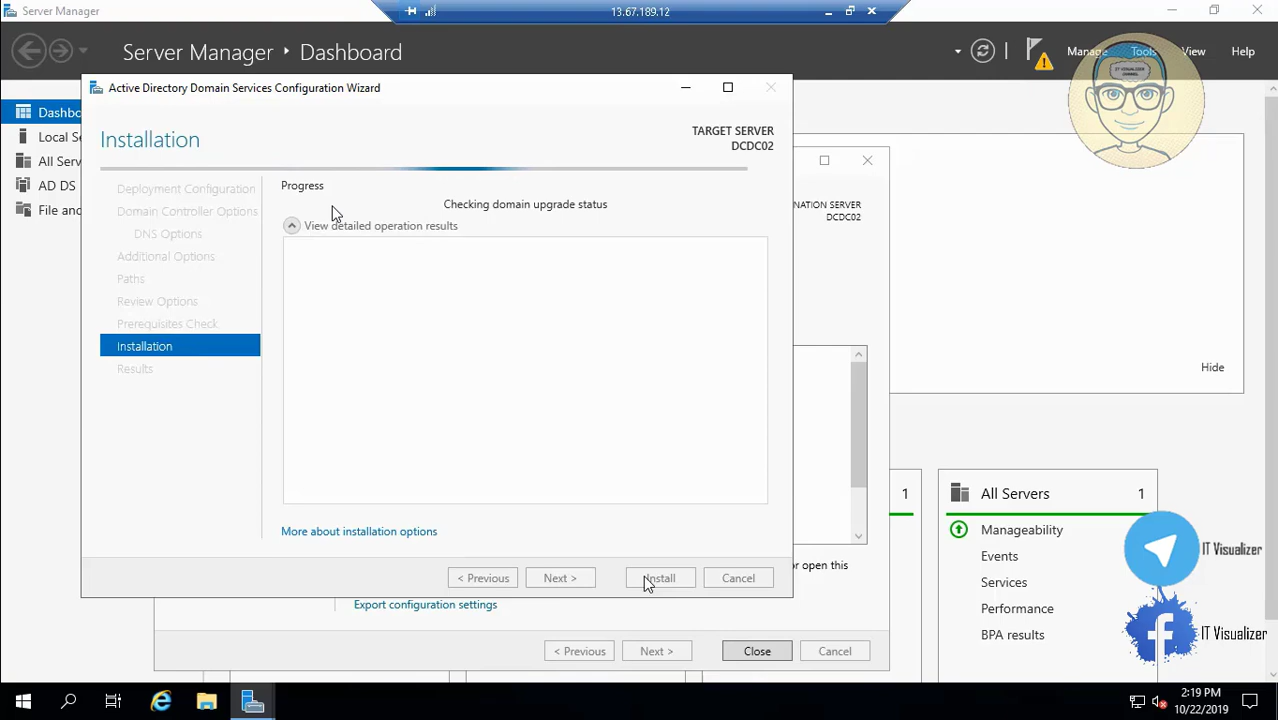 Server Manager
13.67.189.12
Server Manager • Dashboard
Manage
Tools
View
Help
IT VISUALIZER
CHANNEL
Active Directory Domain Services Configuration Wizard
Installation
TARGET SERVER
DCDC02
Dashbo
Local Se
All Serv
AD DS
File and
Deployment Configuration
Domain Controller Options
DNS Options
Additional Options
Paths
Review Options
Prerequisites Check
Installation
Results
Progress
Checking domain upgrade status
View detailed operation results
More about installation options
< Previous
Next >
Install
Cancel
NATION SERVER
DCDC02
or open this
Export configuration settings
< Previous
Next >
Close
Cancel
Hide
1
All Servers
1
Manageability
Events
Services
Performance
BPA results
IT Visualizer
IT Visualizer
2:19 PM
10/22/2019